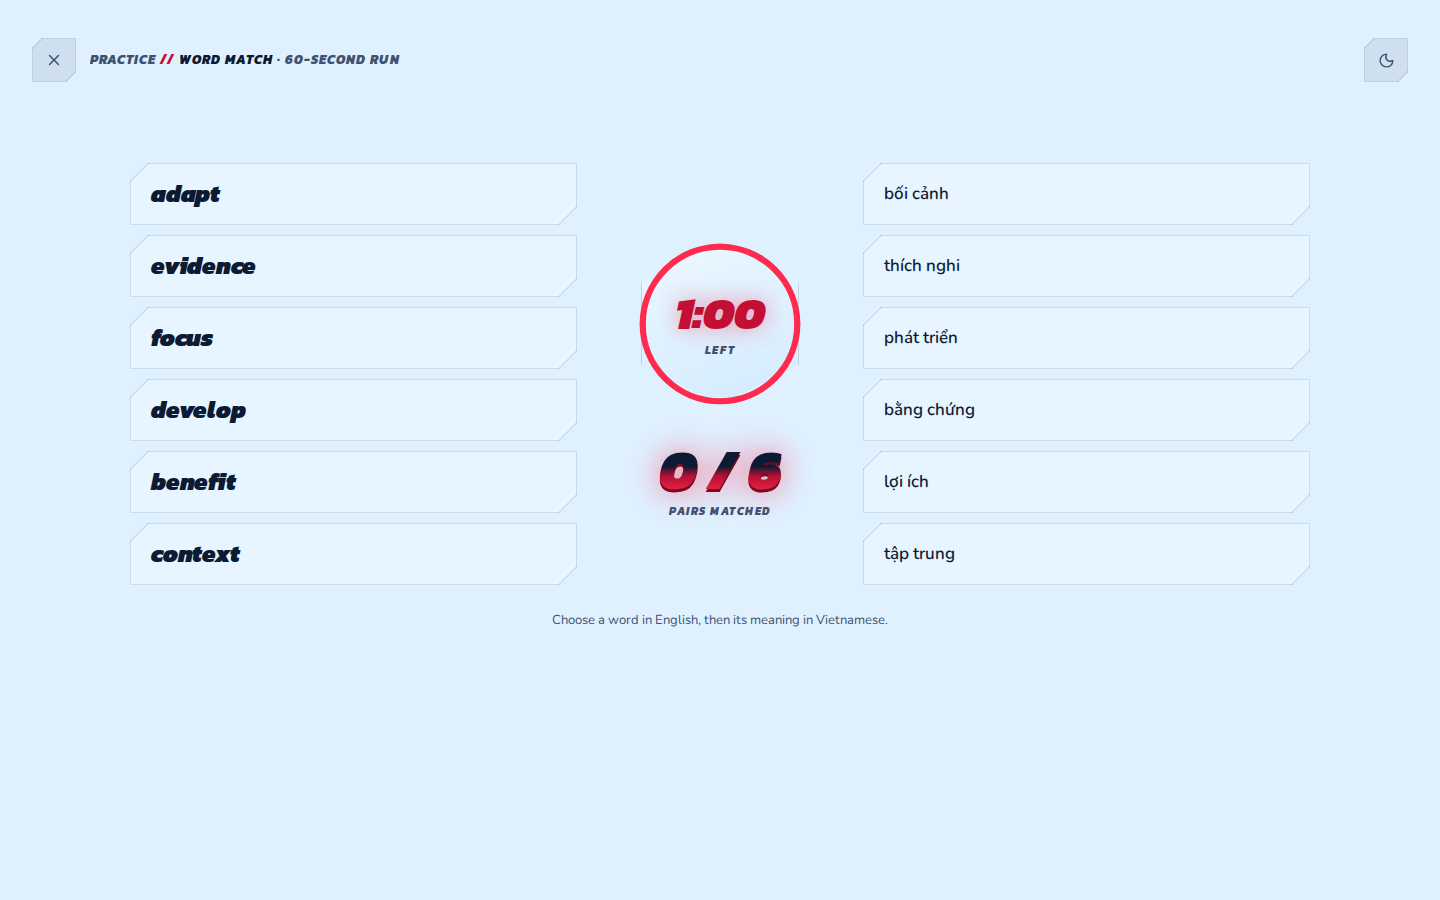 PRACTICE // WORD MATCH · 60-SECOND RUN
adapt
evidence
focus
develop
benefit
context
1:00
LEFT
0 / 6
PAIRS MATCHED
bối cảnh
thích nghi
phát triển
bằng chứng
lợi ích
tập trung
Choose a word in English, then its meaning in Vietnamese.